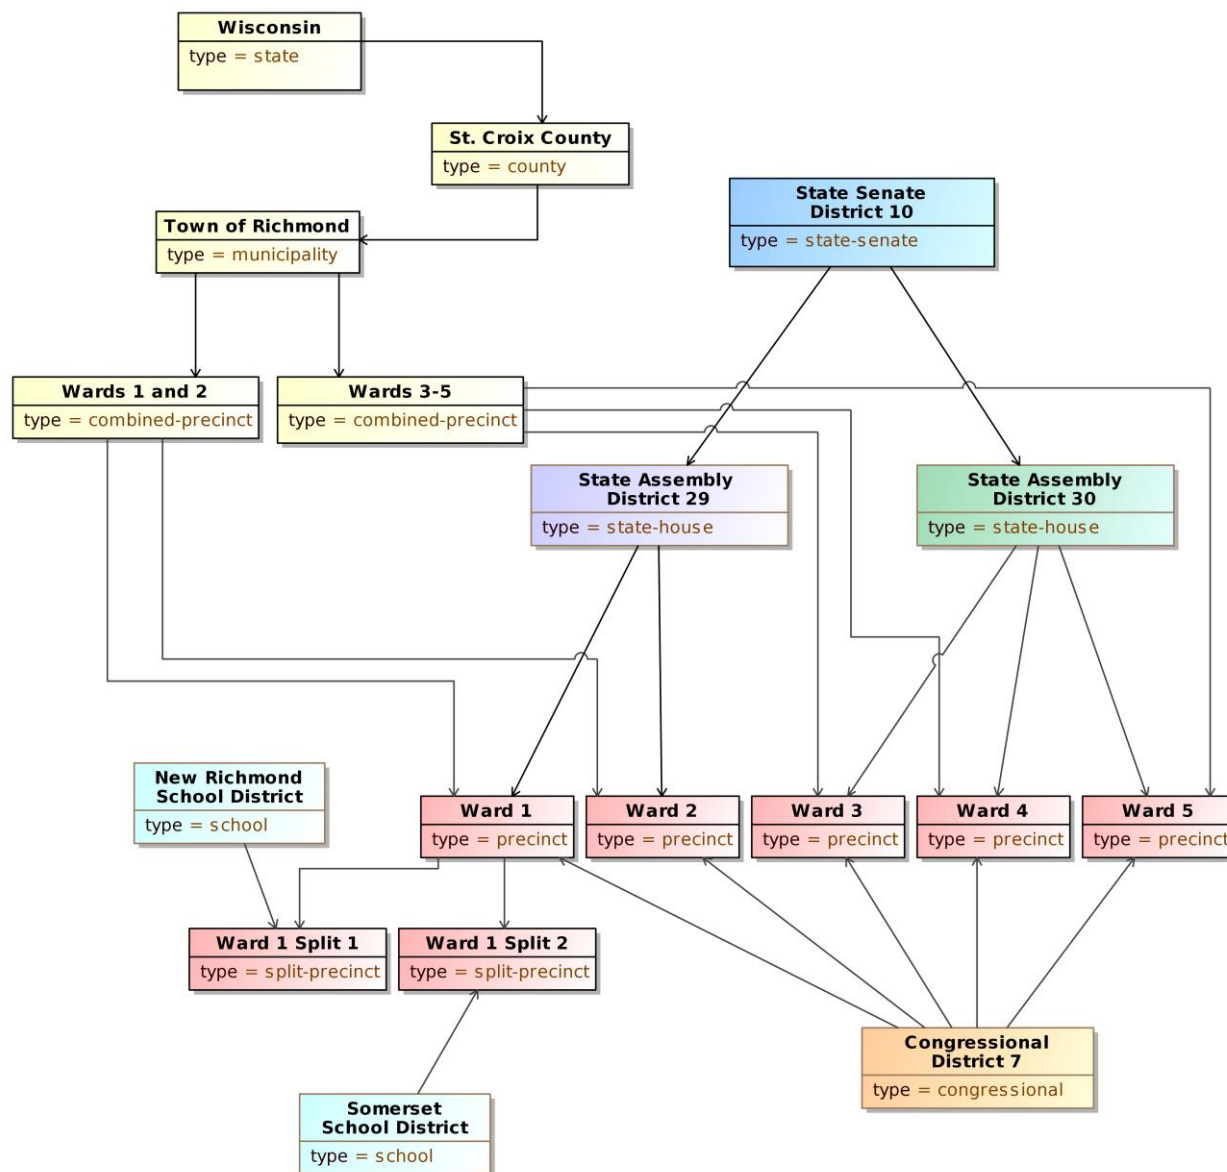 Wisconsin
type = state
St. Croix County
type = county
State Senate
District 10
type = state-senate
Town of Richmond
type = municipality
Wards 1 and 2
type = combined-precinct
Wards 3-5
type = combined-precinct
State Assembly
District 29
type = state-house
State Assembly
District 30
type = state-house
New Richmond
School District
type = school
Ward 1
type = precinct
Ward 2
type = precinct
Ward 3
type = precinct
Ward 4
type = precinct
Ward 5
type = precinct
Ward 1 Split 1
type = split-precinct
Ward 1 Split 2
type = split-precinct
Congressional
District 7
type = congressional
Somerset
School District
type = school